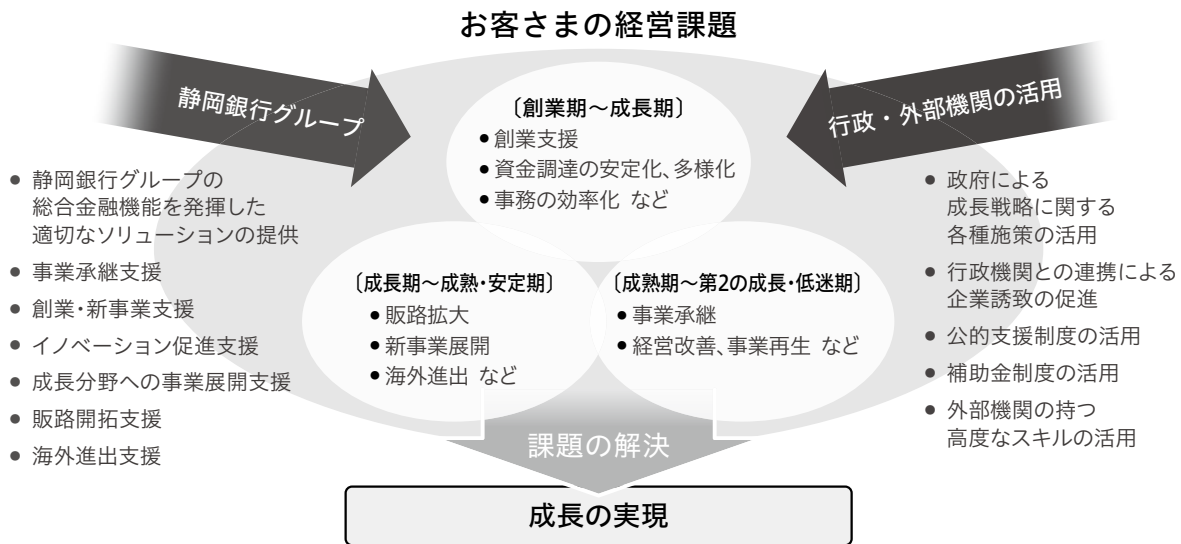 お客さまの経営課題
静岡銀行グループ
行政・外部機関の活用
〔創業期～成長期〕
• 創業支援
• 資金調達の安定化、多様化
• 事務の効率化 など
〔成長期～成熟・安定期〕
• 販路拡大
• 新事業展開
• 海外進出 など
〔成熟期～第2の成長・低迷期〕
• 事業承継
• 経営改善、事業再生 など
• 静岡銀行グループの
総合金融機能を発揮した
適切なソリューションの提供
• 事業承継支援
• 創業・新事業支援
• イノベーション促進支援
• 成長分野への事業展開支援
• 販路開拓支援
• 海外進出支援
• 政府による
成長戦略に関する
各種施策の活用
• 行政機関との連携による
企業誘致の促進
• 公的支援制度の活用
• 補助金制度の活用
• 外部機関の持つ
高度なスキルの活用
課題の解決
成長の実現